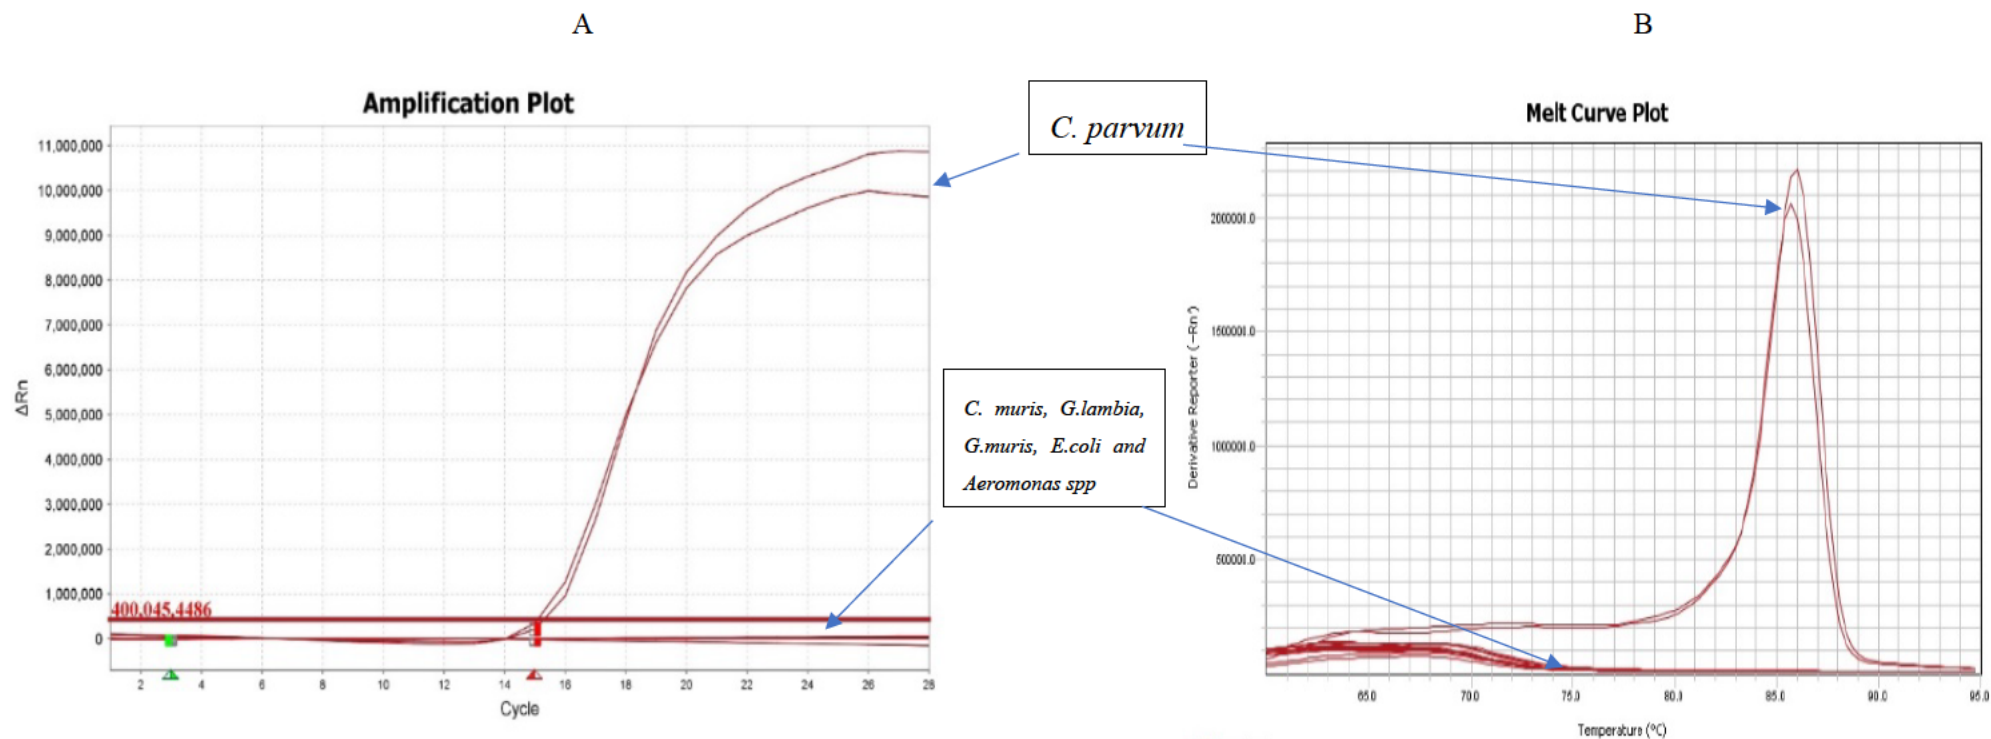 A
B
Amplification Plot
11,000,000
10,000,000
9,000,000
8,000,000
7,000,000
6,000,000
5,000,000
4,000,000
3,000,000
2,000,000
1,000,000
0
400,045,4486
ΔRn
2 4 6 8 10 12 14 16 18 20 22 24 26 28
Cycle
C. parvum
C. muris, G.lambia,
G.muris, E.coli and
Aeromonas spp
Melt Curve Plot
2000001.0
1500001.0
1000001.0
500001.0
Derivative Reporter (-Rn')
65.0 70.0 75.0 80.0 85.0 90.0 95.0
Temperature (°C)